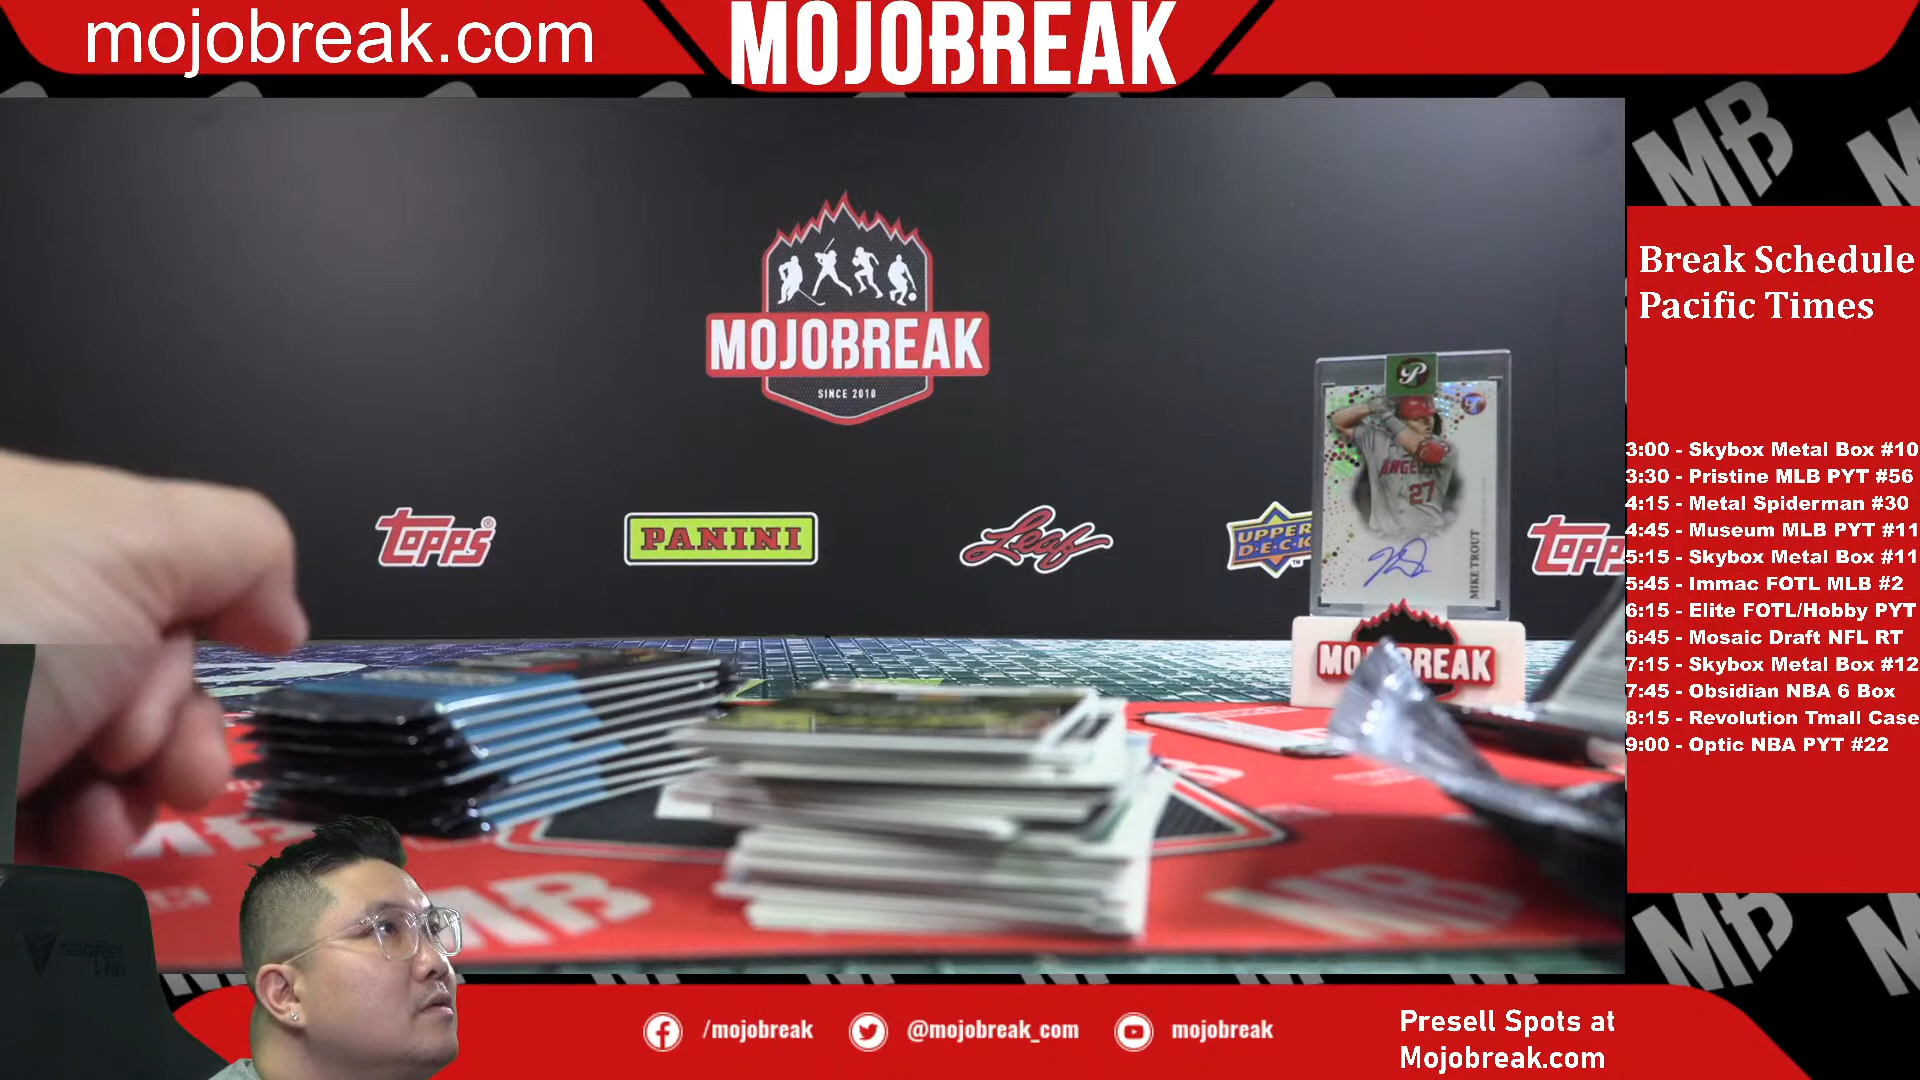 mojobreak.com
MOJOBREAK
MB
Break Schedule
Pacific Times
3:00 - Skybox Metal Box #10
3:30 - Pristine MLB PYT #56
4:15 - Metal Spiderman #30
4:45 - Museum MLB PYT #11
5:15 - Skybox Metal Box #11
5:45 - Immac FOTL MLB #2
6:15 - Elite FOTL/Hobby PYT
6:45 - Mosaic Draft NFL RT
7:15 - Skybox Metal Box #12
7:45 - Obsidian NBA 6 Box
8:15 - Revolution Tmall Case
9:00 - Optic NBA PYT #22
MOJOBREAK
SINCE 2010
TOPPS®
PANINI
Leaf
UPPER
DECK
TOPPS
P
ANGE
27
MIKE TROUT
MOJOBREAK
MB
MB
MB
/mojobreak
@mojobreak_com
mojobreak
Presell Spots at
Mojobreak.com